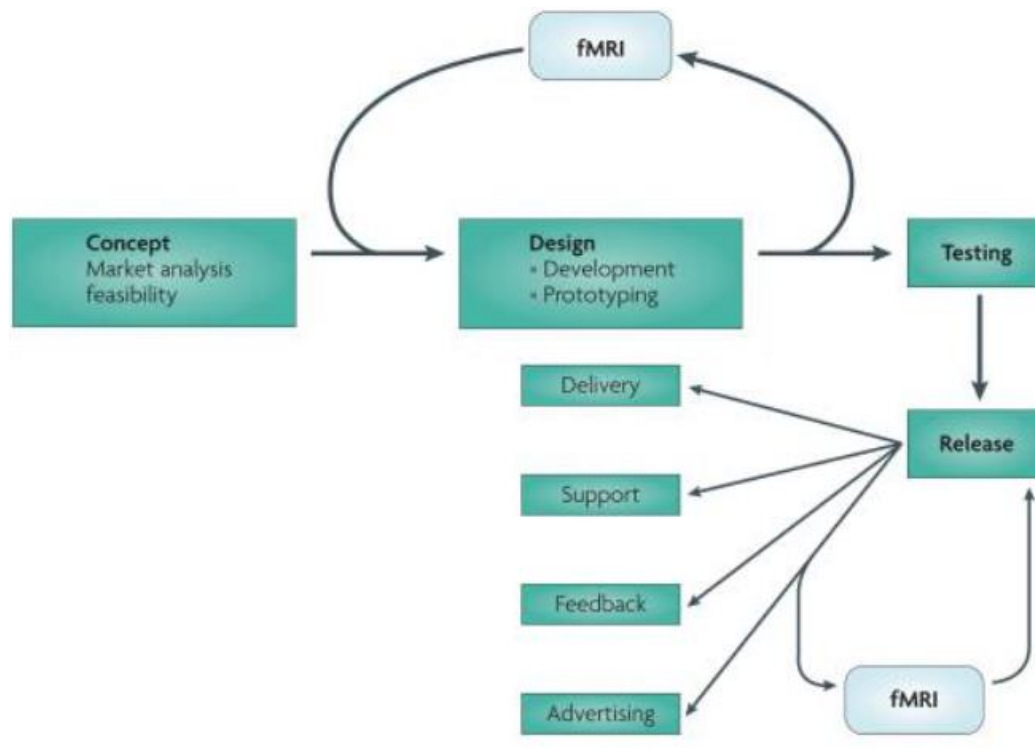 fMRI
Concept
Market analysis
feasibility
Design
• Development
• Prototyping
Testing
Delivery
Release
Support
Feedback
fMRI
Advertising